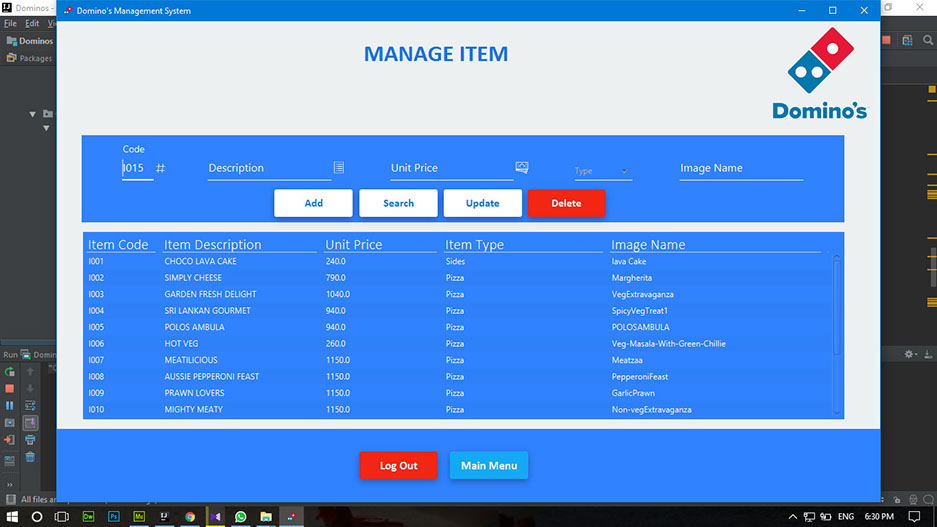 Dominos -
Domino's Management System
File Edit Vi
Dominos
Packages
MANAGE ITEM
Domino's
Code
I015 #
Description
Unit Price
Type
Image Name
Add Search Update Delete
Item Code Item Description Unit Price Item Type Image Name
I001 CHOCO LAVA CAKE 240.0 Sides lava Cake
I002 SIMPLY CHEESE 790.0 Pizza Margherita
I003 GARDEN FRESH DELIGHT 1040.0 Pizza VegExtravaganza
I004 SRI LANKAN GOURMET 940.0 Pizza SpicyVegTreat1
I005 POLOS AMBULA 940.0 Pizza POLOSAMBULA
I006 HOT VEG 260.0 Pizza Veg-Masala-With-Green-Chillie
I007 MEATILICIOUS 1150.0 Pizza Meatzaa
I008 AUSSIE PEPPERONI FEAST 1150.0 Pizza PepperoniFeast
I009 PRAWN LOVERS 1150.0 Pizza GarlicPrawn
I010 MIGHTY MEATY 1150.0 Pizza Non-vegExtravaganza
Run Domin
Log Out Main Menu
All files ar
Dw Ps Mu IJ ENG 6:30 PM